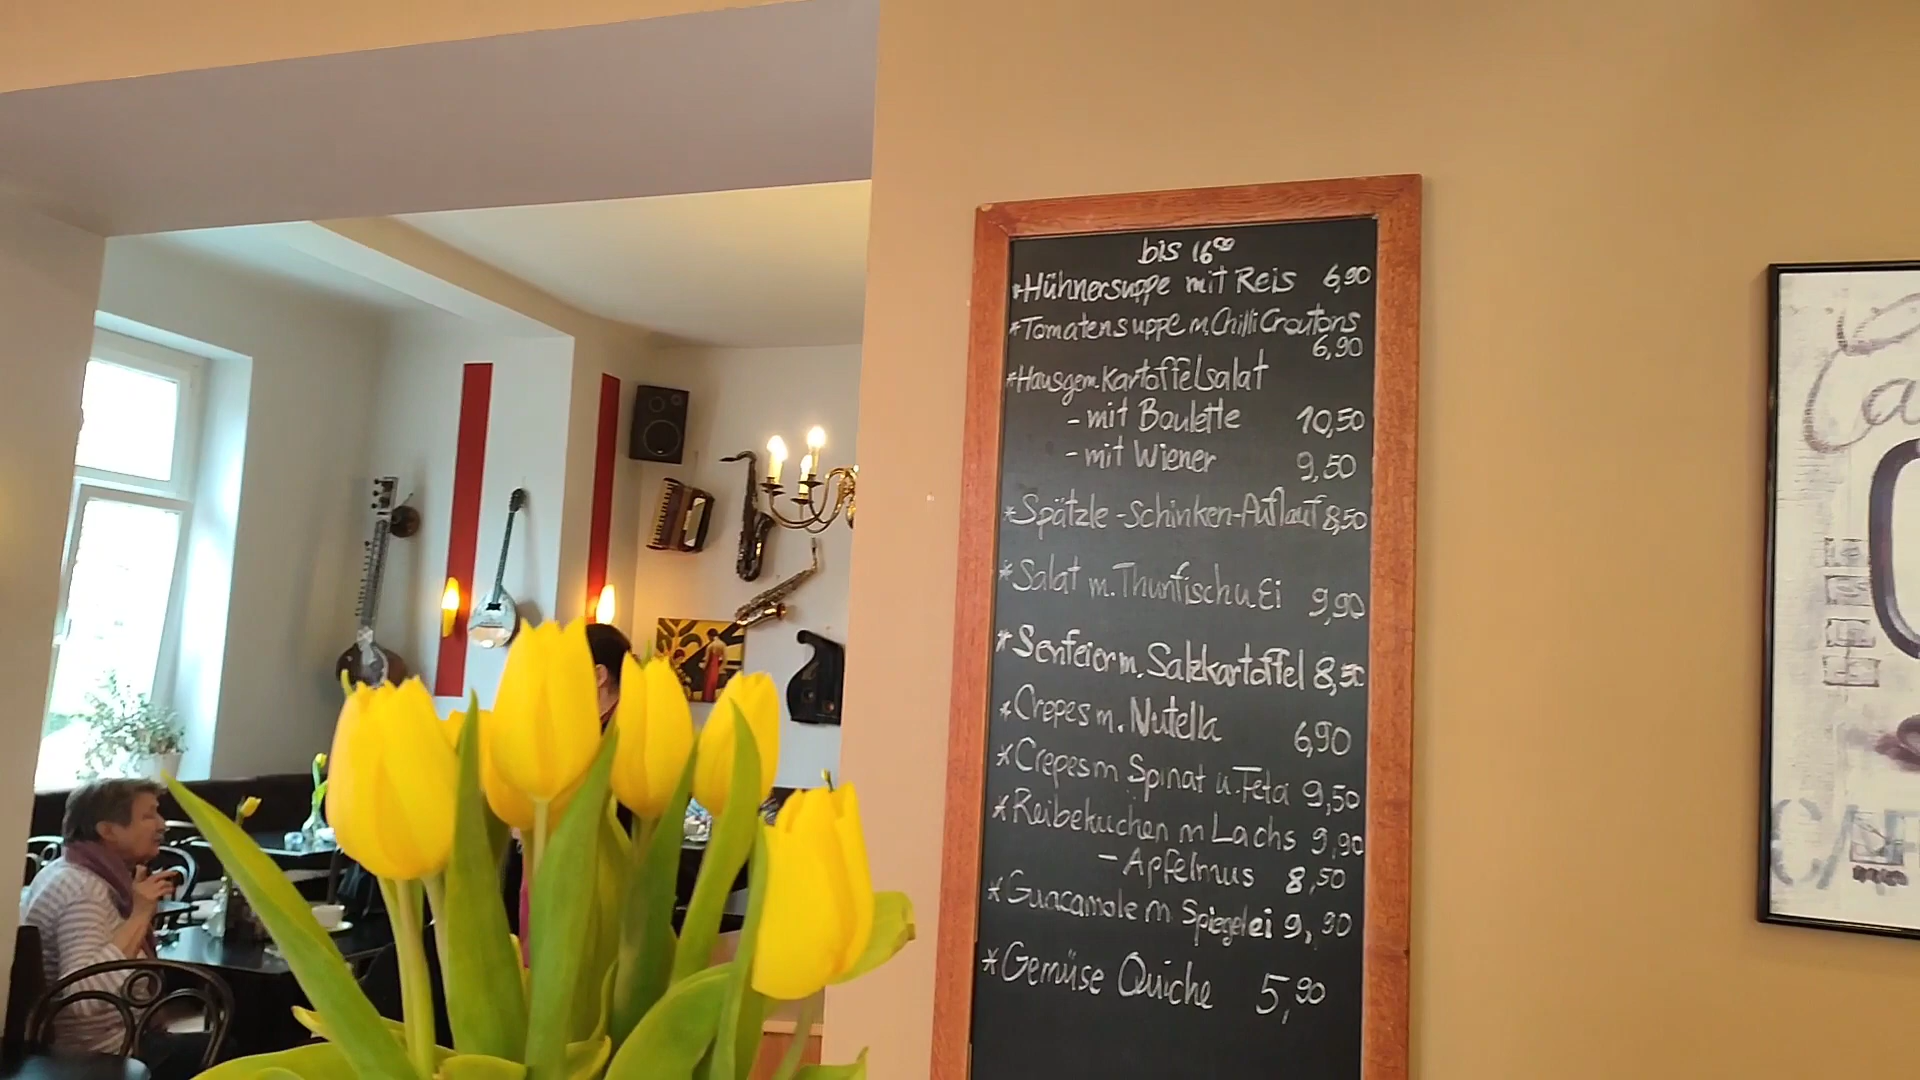 bis 16⁰⁰
*Hühnersuppe mit Reis 6,90
*Tomatensuppe m. Chilli Croutons
6,90
*Hausgem. Kartoffelsalat
- mit Boulette 10,50
- mit Wiener 9,50
*Spätzle-Schinken-Auflauf 8,50
*Salat m. Thunfisch u Ei 9,90
*Senfeier m. Salzkartoffel 8,50
*Crepes m. Nutella 6,90
*Crepes m Spinat u. Feta 9,50
*Reibekuchen m Lachs 9,90
- Apfelmus 8,50
*Guacamole m Spiegelei 9,90
*Gemüse Quiche 5,90